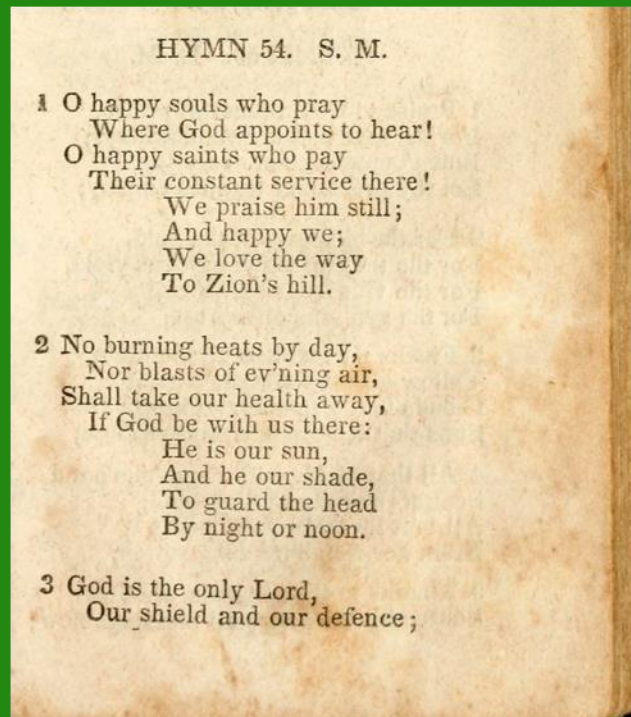 HYMN 54. S. M.
1 O happy souls who pray
Where God appoints to hear!
O happy saints who pay
Their constant service there!
We praise him still;
And happy we;
We love the way
To Zion's hill.
2 No burning heats by day,
Nor blasts of ev'ning air,
Shall take our health away,
If God be with us there:
He is our sun,
And he our shade,
To guard the head
By night or noon.
3 God is the only Lord,
Our shield and our defence;